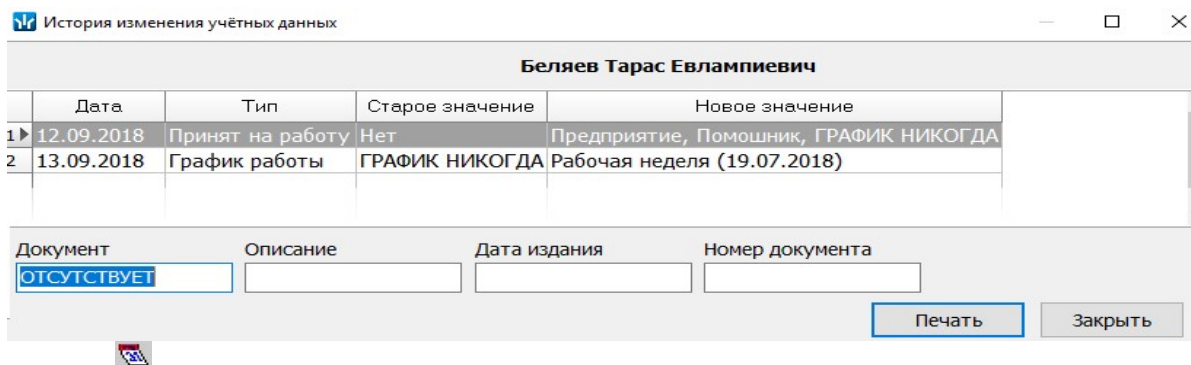 История изменения учётных данных
Беляев Тарас Евлампиевич
Дата Тип Старое значение Новое значение
1 12.09.2018 Принят на работу Нет Предприятие, Помошник, ГРАФИК НИКОГДА
2 13.09.2018 График работы ГРАФИК НИКОГДА Рабочая неделя (19.07.2018)
Документ Описание Дата издания Номер документа
ОТСУТСТВУЕТ
Печать Закрыть